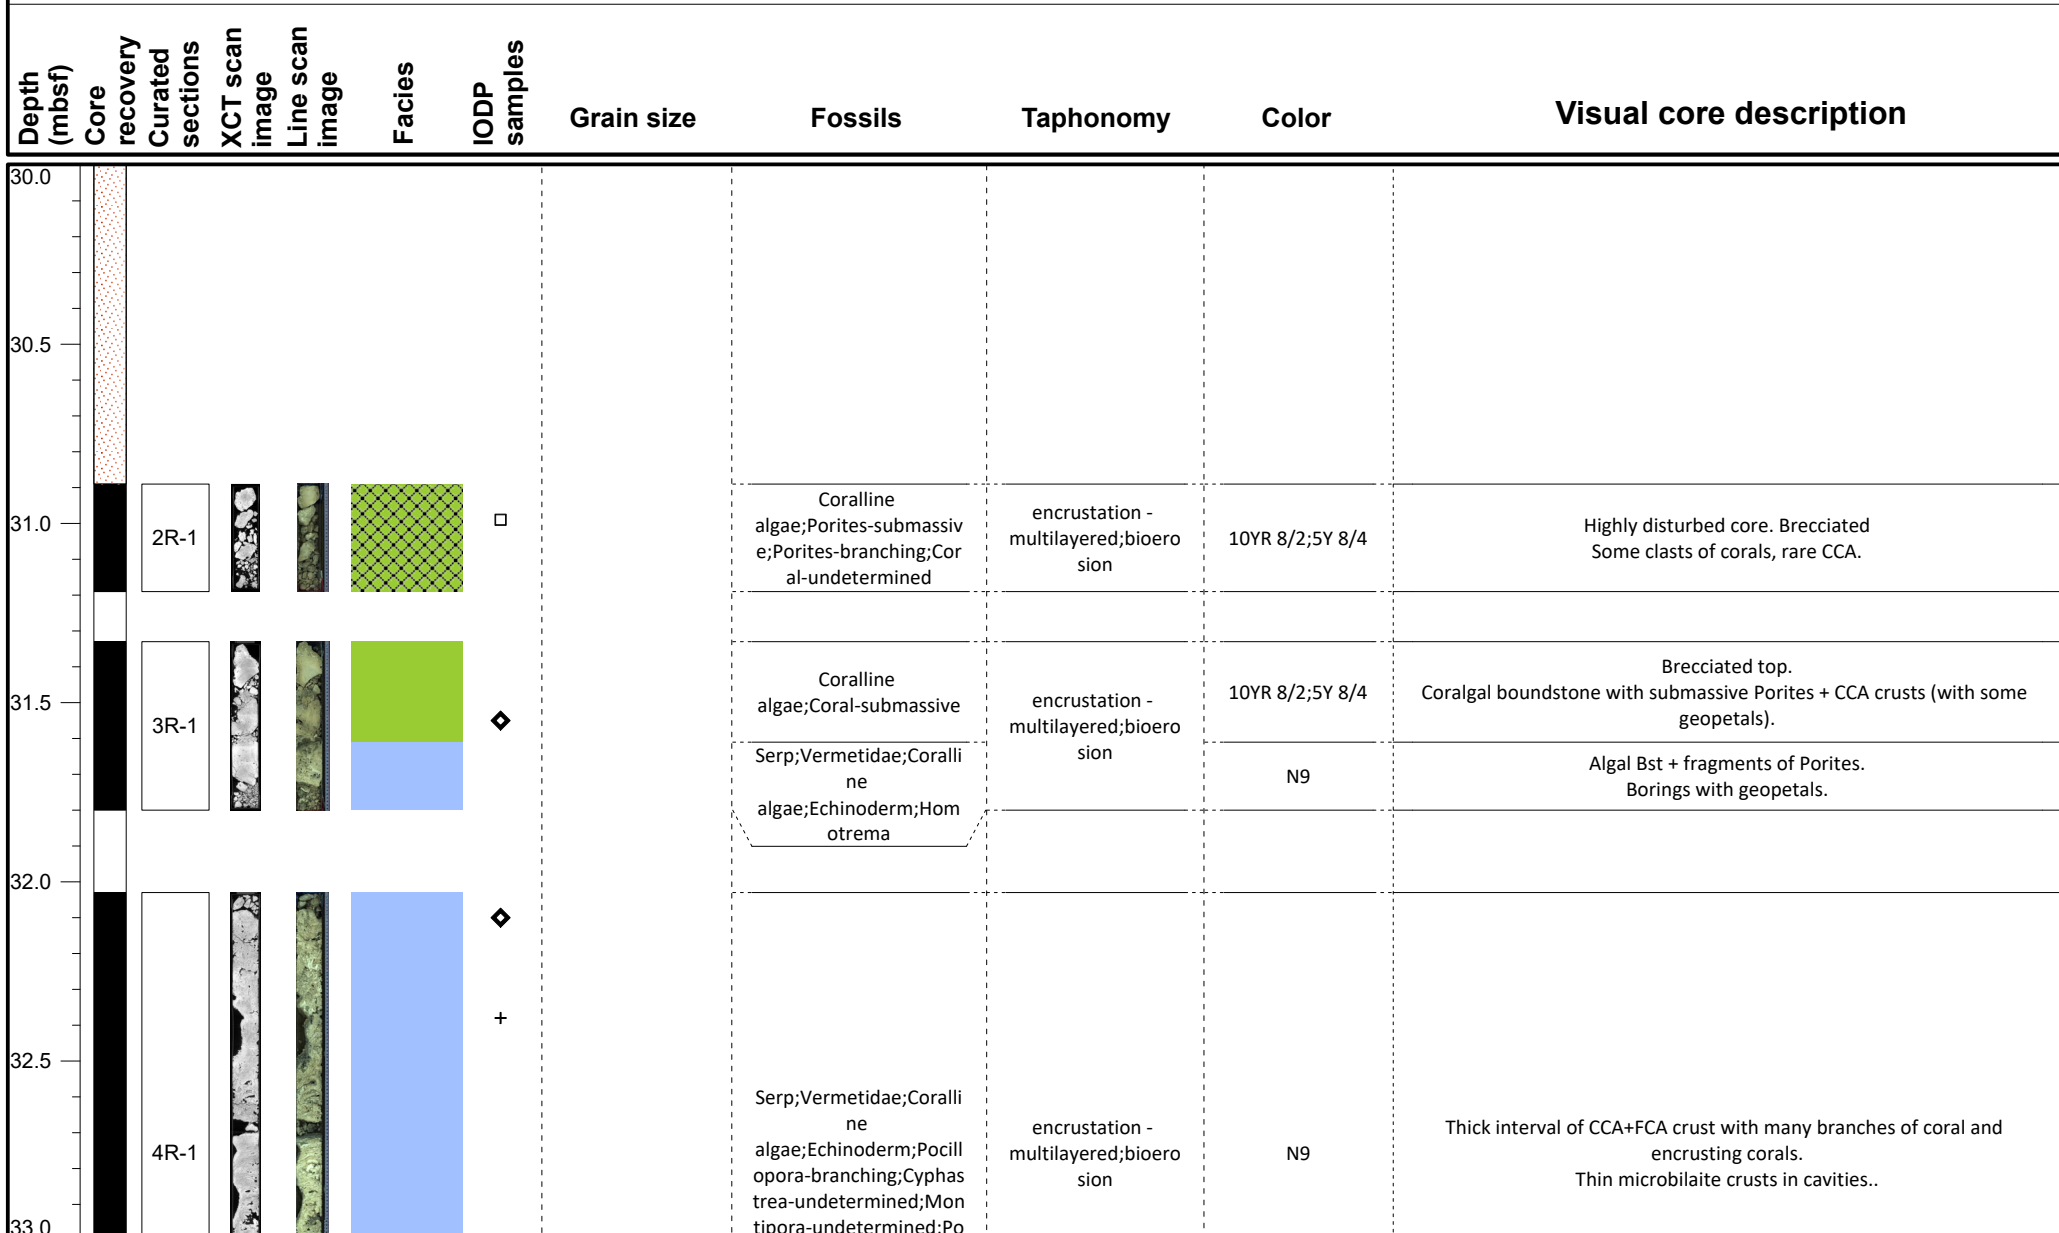 Depth (mbsf)
Core recovery
Curated sections
XCT scan image
Line scan image
Facies
IODP samples
Grain size
Fossils
Taphonomy
Color
Visual core description
30.0
30.5
31.0
2R-1
Coralline
algae;Porites-submassiv
e;Porites-branching;Cor
al-undetermined
encrustation -
multilayered;bioero
sion
10YR 8/2;5Y 8/4
Highly disturbed core. Brecciated
Some clasts of corals, rare CCA.
31.5
3R-1
Coralline
algae;Coral-submassive
encrustation -
multilayered;bioero
sion
10YR 8/2;5Y 8/4
Brecciated top.
Coralgal boundstone with submassive Porites + CCA crusts (with some
geopetals).
Serp;Vermetidae;Coralli
ne
algae;Echinoderm;Hom
otrema
N9
Algal Bst + fragments of Porites.
Borings with geopetals.
32.0
32.5
4R-1
Serp;Vermetidae;Coralli
ne
algae;Echinoderm;Pocill
opora-branching;Cyphas
trea-undetermined;Mon
tipora-undetermined;Po
encrustation -
multilayered;bioero
sion
N9
Thick interval of CCA+FCA crust with many branches of coral and
encrusting corals.
Thin microbilaite crusts in cavities..
33.0